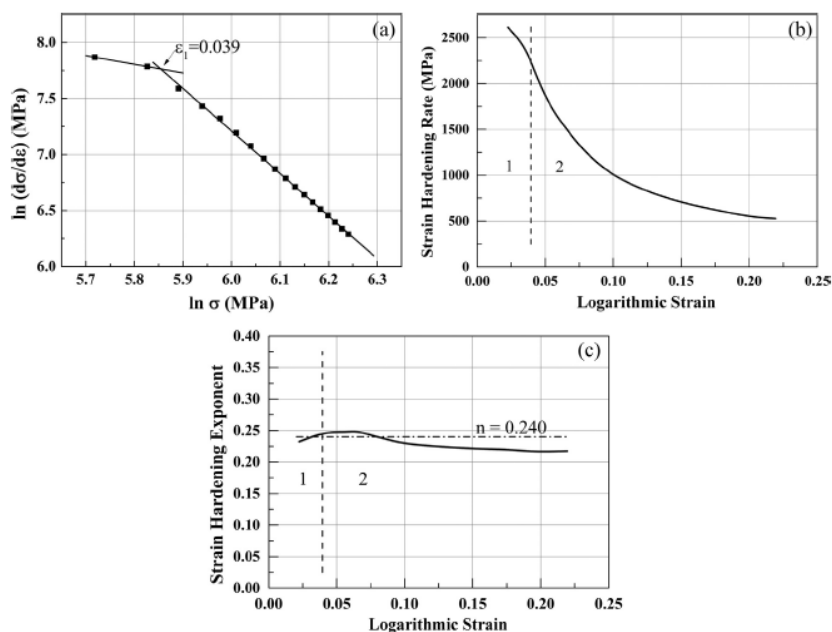 (a)
ε₁=0.039
8.0
7.5
7.0
6.5
6.0
ln (dσ/dε) (MPa)
5.7 5.8 5.9 6.0 6.1 6.2 6.3
ln σ (MPa)
(b)
2500
2000
1500
1000
500
0
Strain Hardening Rate (MPa)
1 2
0.00 0.05 0.10 0.15 0.20 0.25
Logarithmic Strain
(c)
0.40
0.35
0.30
0.25
0.20
0.15
0.10
0.05
0.00
Strain Hardening Exponent
n = 0.240
1 2
0.00 0.05 0.10 0.15 0.20 0.25
Logarithmic Strain